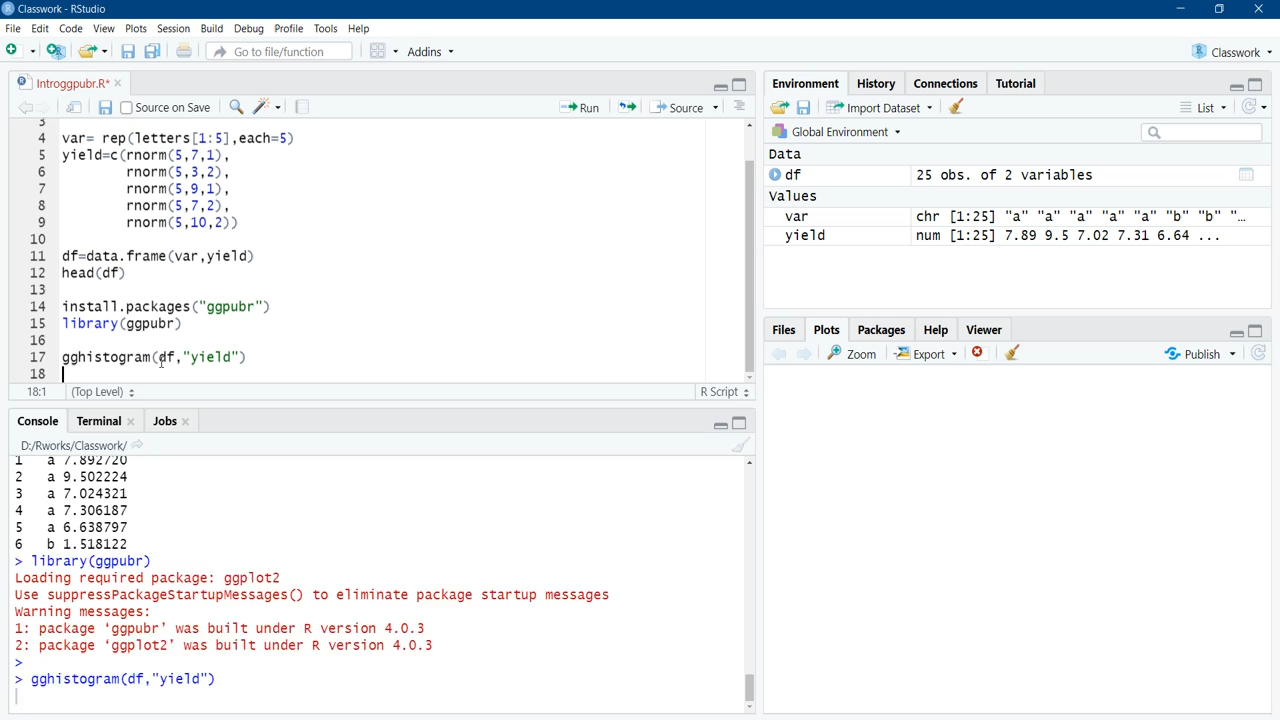 Classwork - RStudio
File Edit Code View Plots Session Build Debug Profile Tools Help
Go to file/function Addins Classwork
Introggpubr.R*
Source on Save Run Source
3
4 var= rep(letters[1:5],each=5)
5 yield=c(rnorm(5,7,1),
6 rnorm(5,3,2),
7 rnorm(5,9,1),
8 rnorm(5,7,2),
9 rnorm(5,10,2))
10
11 df=data.frame(var,yield)
12 head(df)
13
14 install.packages("ggpubr")
15 library(ggpubr)
16
17 gghistogram(df,"yield")
18
18:1 (Top Level) R Script
Console Terminal Jobs
D:/Rworks/Classwork/
1 a 7.892720
2 a 9.502224
3 a 7.024321
4 a 7.306187
5 a 6.638797
6 b 1.518122
> library(ggpubr)
Loading required package: ggplot2
Use suppressPackageStartupMessages() to eliminate package startup messages
Warning messages:
1: package ‘ggpubr’ was built under R version 4.0.3
2: package ‘ggplot2’ was built under R version 4.0.3
>
> gghistogram(df,"yield")
Environment History Connections Tutorial
Import Dataset List
Global Environment
Data
df 25 obs. of 2 variables
Values
var chr [1:25] "a" "a" "a" "a" "a" "b" "b" "…
yield num [1:25] 7.89 9.5 7.02 7.31 6.64 ...
Files Plots Packages Help Viewer
Zoom Export Publish